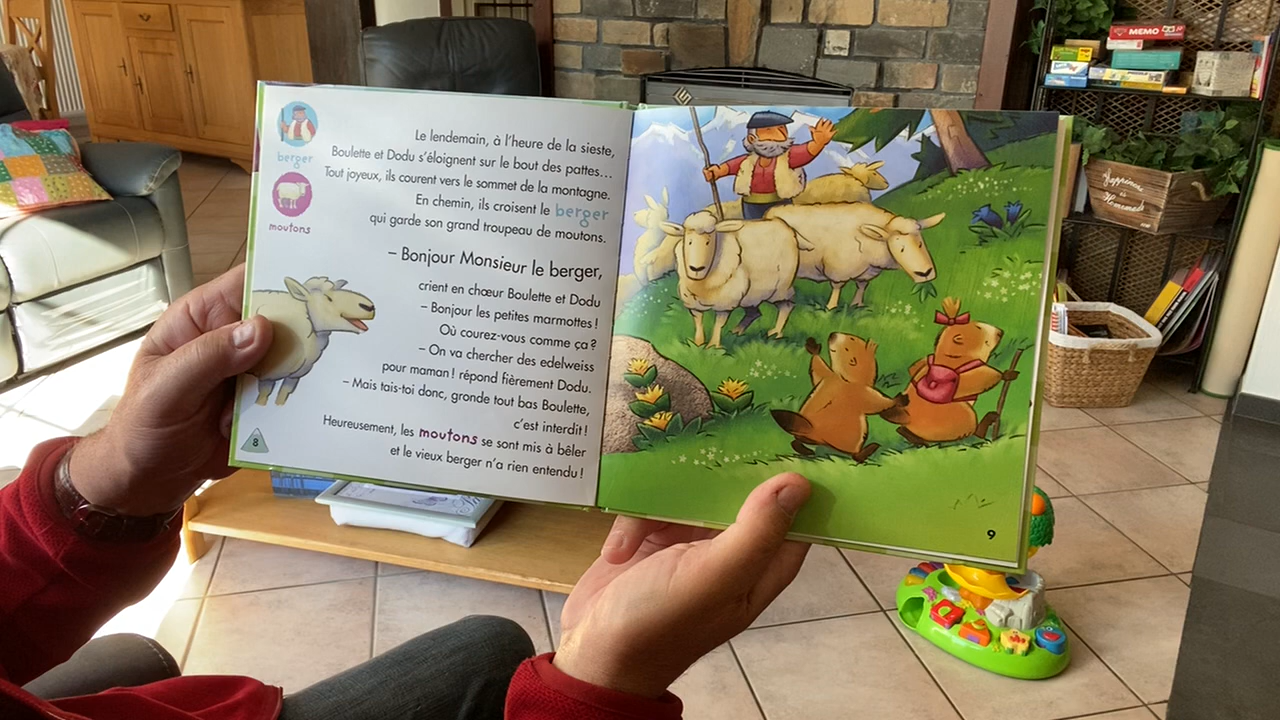 berger
moutons
Le lendemain, à l'heure de la sieste,
Boulette et Dodu s'éloignent sur le bout des pattes...
Tout joyeux, ils courent vers le sommet de la montagne.
En chemin, ils croisent le berger
qui garde son grand troupeau de moutons.
– Bonjour Monsieur le berger,
crient en chœur Boulette et Dodu
– Bonjour les petites marmottes !
Où courez-vous comme ça ?
– On va chercher des edelweiss
pour maman ! répond fièrement Dodu.
– Mais tais-toi donc, gronde tout bas Boulette,
c'est interdit !
Heureusement, les moutons se sont mis à bêler
et le vieux berger n'a rien entendu !
8
9
MEMO
Happiness
is
Homemade